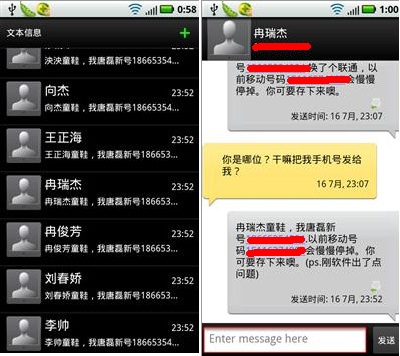 0:58
文本信息
泱泱童鞋，我唐磊新号18665354...
向杰
23:52
向杰童鞋，我唐磊新号18665354...
王正海
23:52
王正海童鞋，我唐磊新号186653...
冉瑞杰
23:52
冉瑞杰童鞋，我唐磊新号186653...
冉俊芳
23:52
冉俊芳童鞋，我唐磊新号186653...
刘春娇
23:52
刘春娇童鞋，我唐磊新号186653...
李帅
23:52
李帅童鞋，我唐磊新号18665354...
1:00
冉瑞杰
号 换了个联通，以
前移动号码 会慢慢
停掉。你可要存下来噢。
发送时间: 16 7月, 23:07
你是哪位？干嘛把我手机号发给
我？
16 7月, 23:07
冉瑞杰童鞋，我唐磊新
号 .以前移动号
码 会慢慢停掉。你
可要存下来噢。(ps.刚软件出了点
问题)
发送时间: 16 7月, 23:52
Enter message here
发送